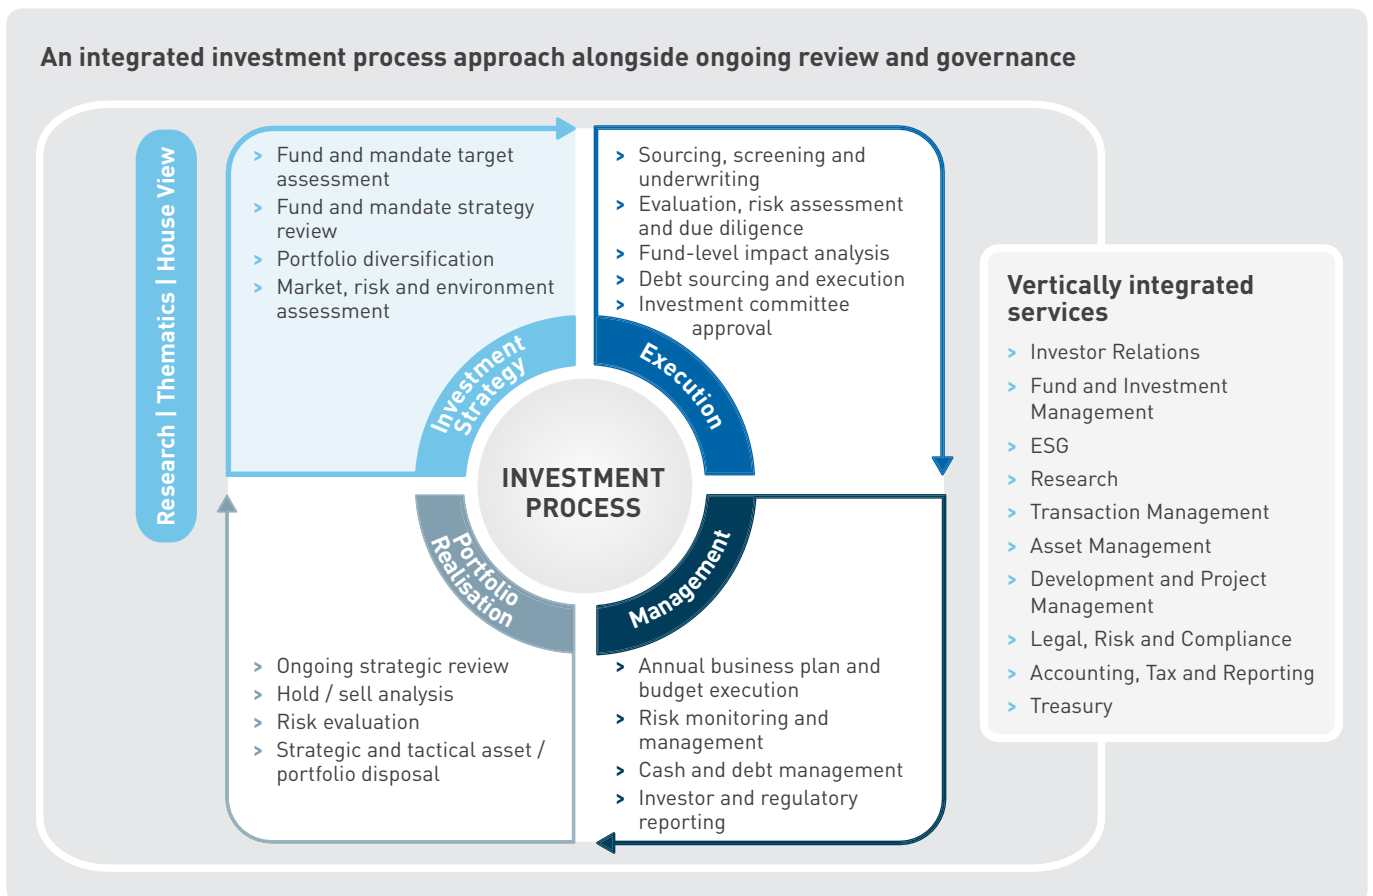 An integrated investment process approach alongside ongoing review and governance
Research | Thematics | House View
> Fund and mandate target
assessment
> Fund and mandate strategy
review
> Portfolio diversification
> Market, risk and environment
assessment
Investment
Strategy
> Sourcing, screening and
underwriting
> Evaluation, risk assessment
and due diligence
> Fund-level impact analysis
> Debt sourcing and execution
> Investment committee
approval
Execution
INVESTMENT
PROCESS
Portfolio
Realisation
> Ongoing strategic review
> Hold / sell analysis
> Risk evaluation
> Strategic and tactical asset /
portfolio disposal
Management
> Annual business plan and
budget execution
> Risk monitoring and
management
> Cash and debt management
> Investor and regulatory
reporting
Vertically integrated
services
> Investor Relations
> Fund and Investment
Management
> ESG
> Research
> Transaction Management
> Asset Management
> Development and Project
Management
> Legal, Risk and Compliance
> Accounting, Tax and Reporting
> Treasury